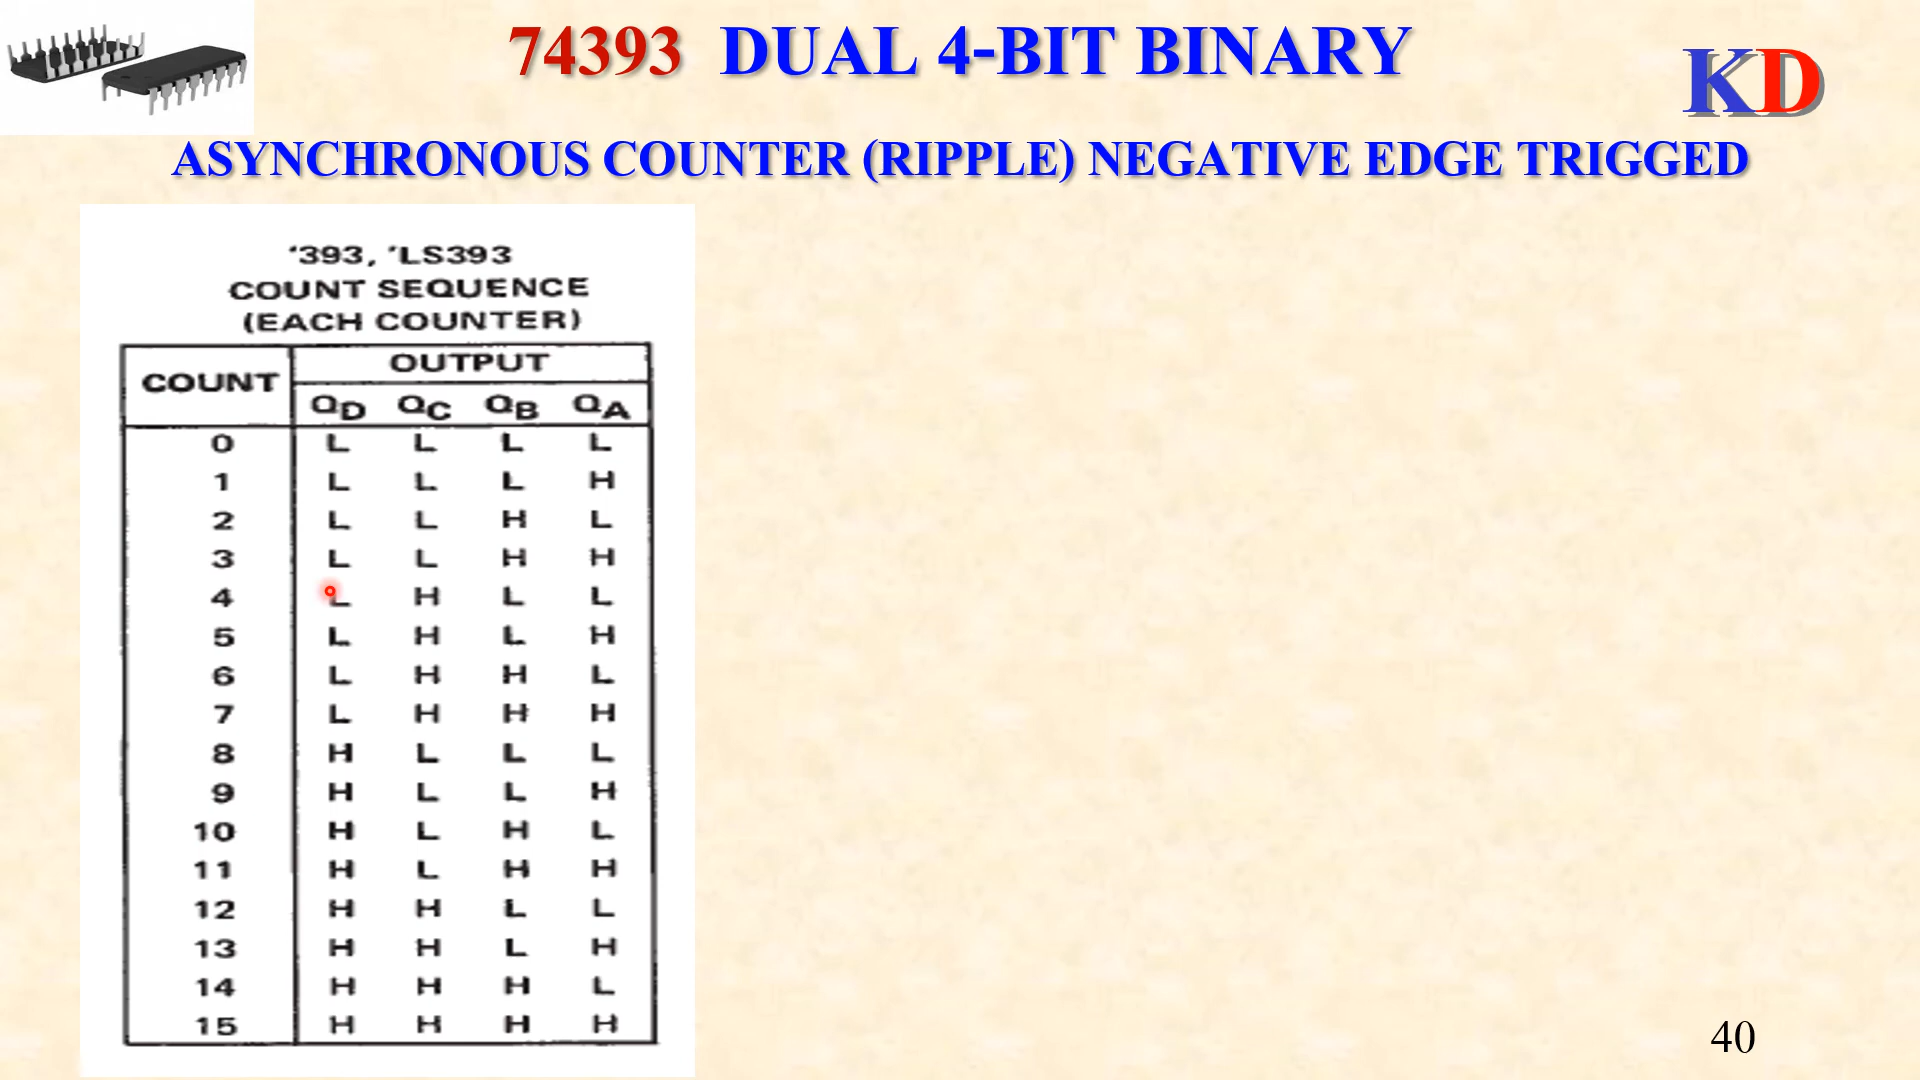 74393 DUAL 4-BIT BINARY
KD
ASYNCHRONOUS COUNTER (RIPPLE) NEGATIVE EDGE TRIGGED
'393, 'LS393
COUNT SEQUENCE
(EACH COUNTER)
COUNT OUTPUT
QD QC QB QA
0 L L L L
1 L L L H
2 L L H L
3 L L H H
4 L H L L
5 L H L H
6 L H H L
7 L H H H
8 H L L L
9 H L L H
10 H L H L
11 H L H H
12 H H L L
13 H H L H
14 H H H L
15 H H H H
40